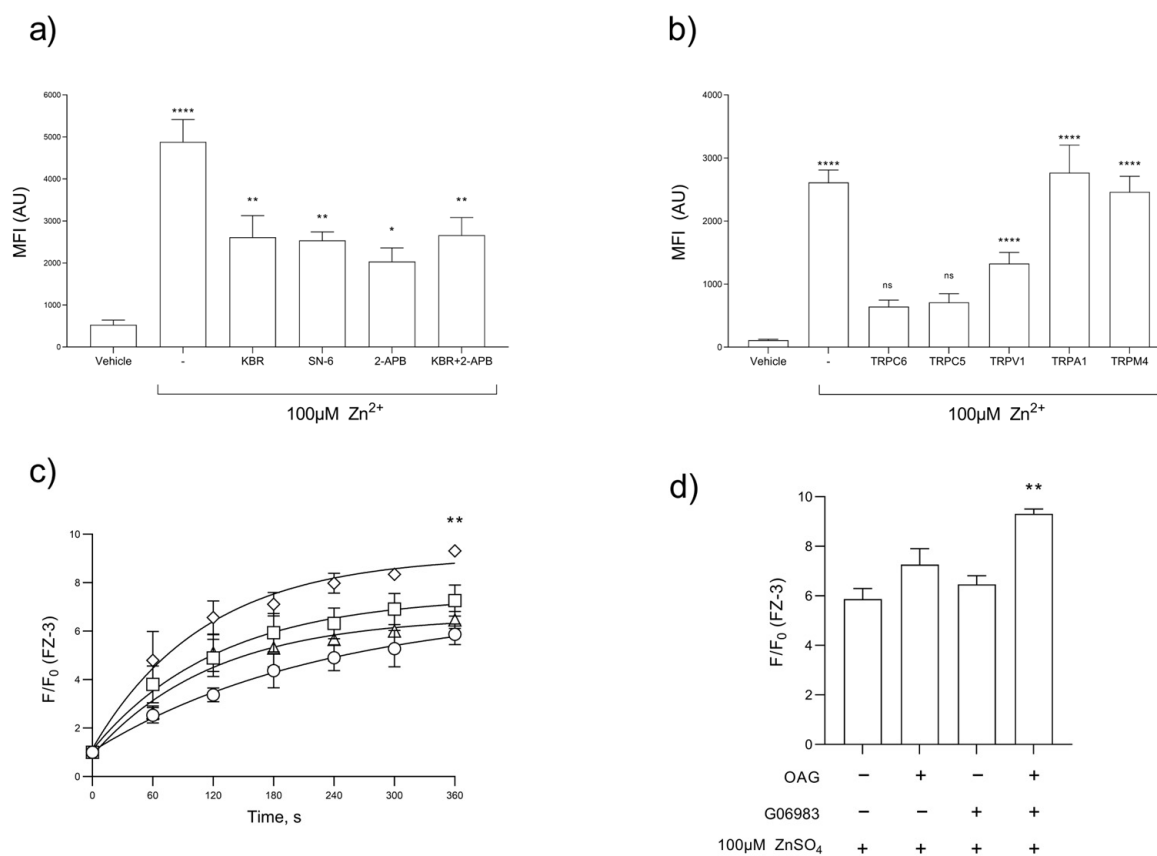 a)
6000
5000
4000
3000
2000
1000
0
MFI (AU)
****
**
**
*
**
Vehicle - KBR SN-6 2-APB KBR+2-APB
100µM Zn²⁺
b)
4000
3000
2000
1000
0
MFI (AU)
****
ns
ns
****
****
****
Vehicle - TRPC6 TRPC5 TRPV1 TRPA1 TRPM4
100µM Zn²⁺
c)
10
8
6
4
2
0
F/F₀ (FZ-3)
**
0 60 120 180 240 300 360
Time, s
d)
10
8
6
4
2
0
F/F₀ (FZ-3)
**
OAG − + − +
G06983 − − + +
100µM ZnSO₄ + + + +